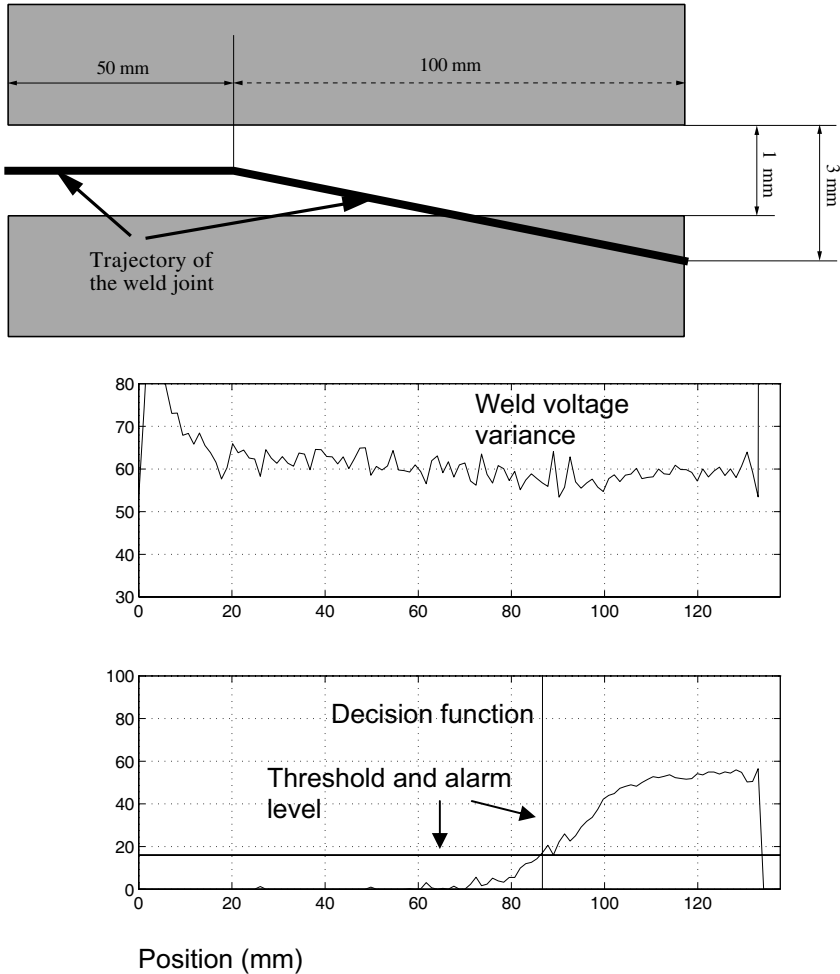 50 mm
100 mm
1 mm
3 mm
Trajectory of
the weld joint
80
70
60
50
40
30
Weld voltage
variance
0
20
40
60
80
100
120
100
80
60
40
20
0
Decision function
Threshold and alarm
level
0
20
40
60
80
100
120
Position (mm)